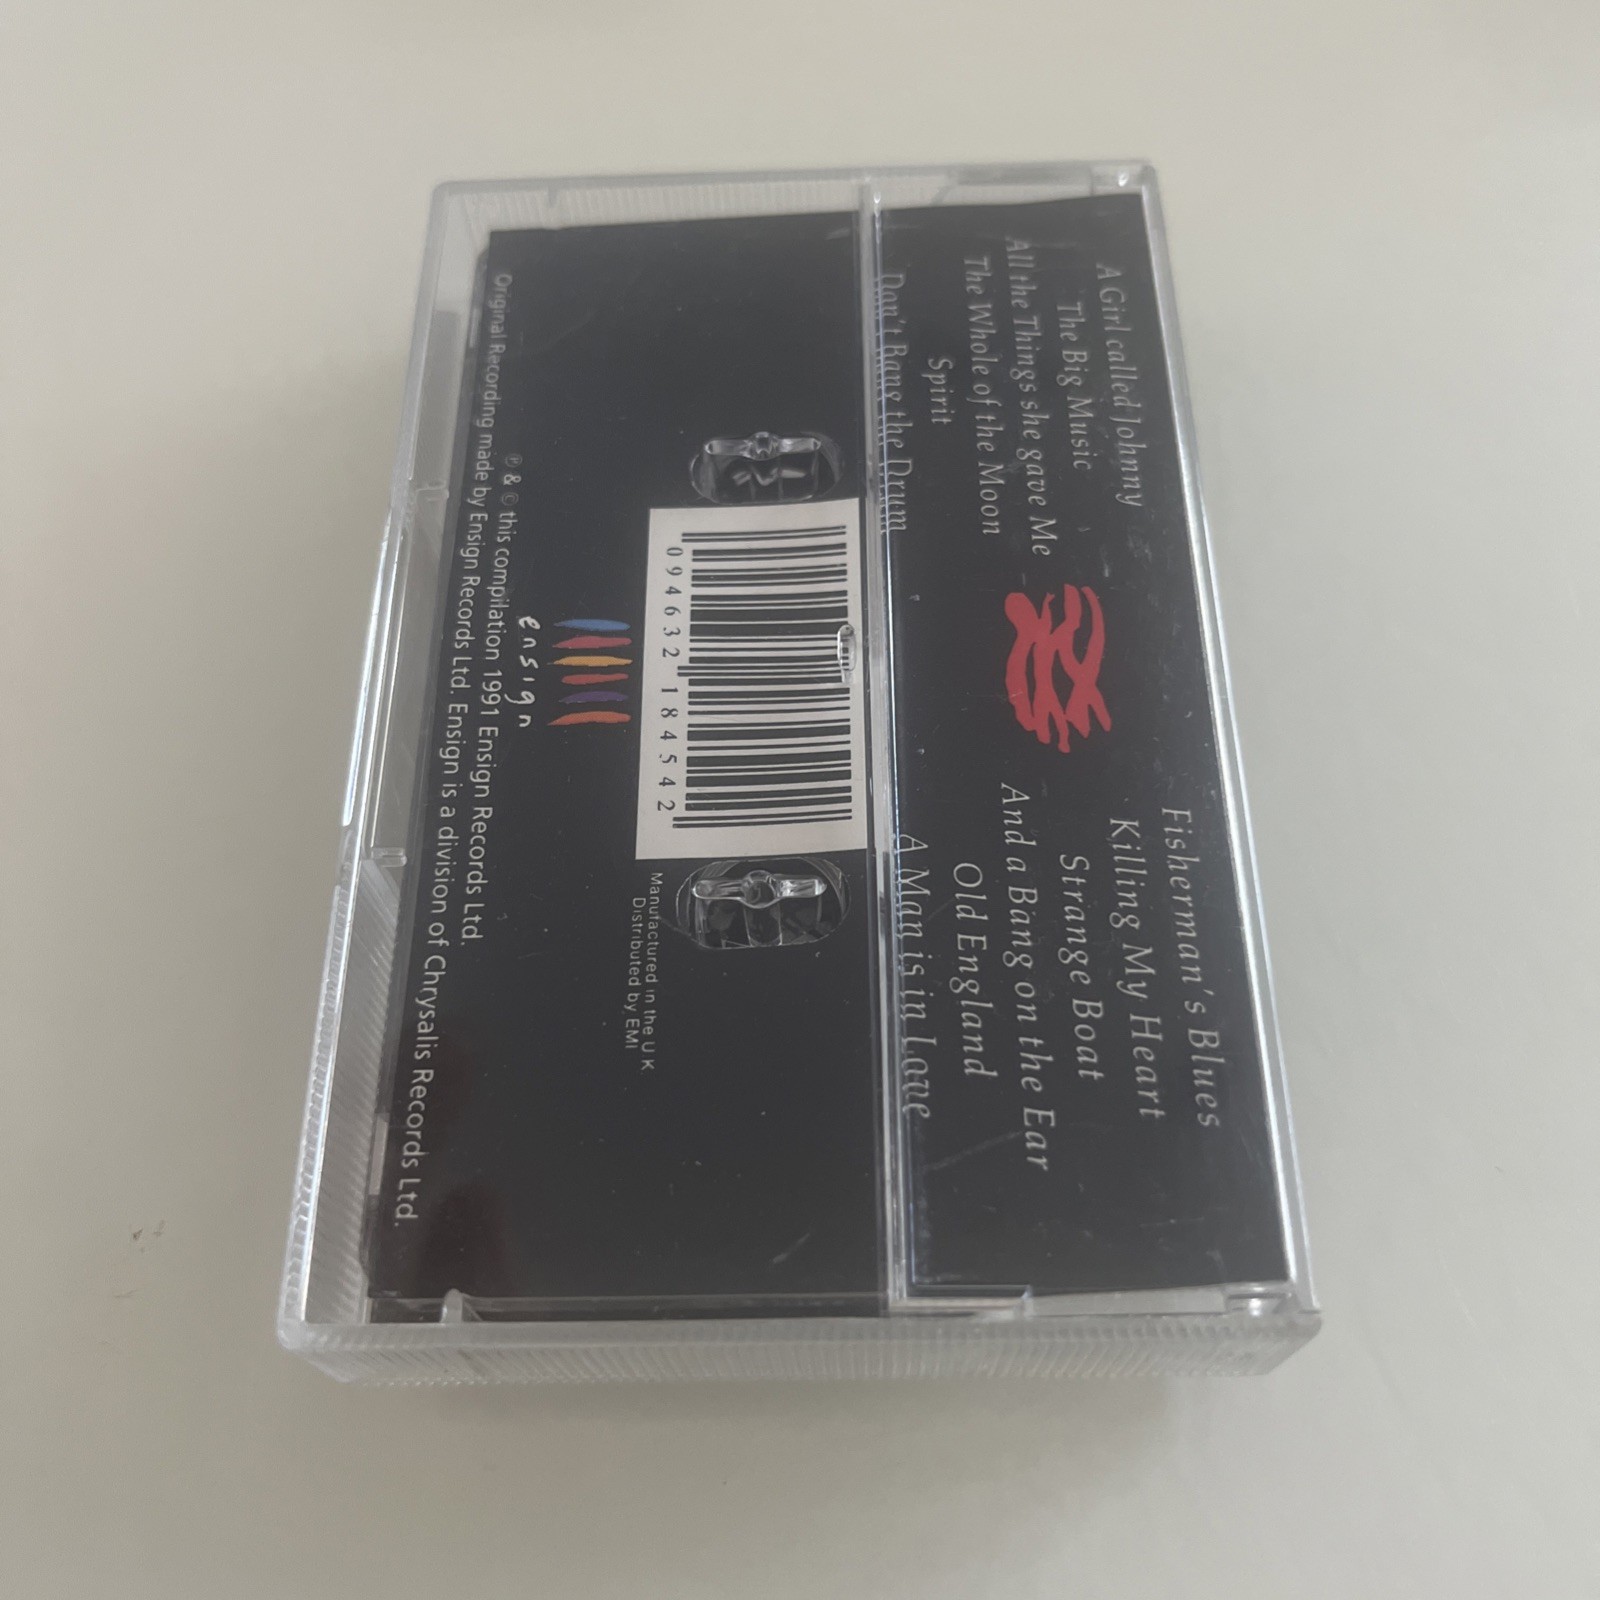 A Girl called Johnny
The Big Music
All the Things she gave Me
The Whole of the Moon
Spirit
Don't Bang the Drum
Fisherman's Blues
Killing My Heart
Strange Boat
And a Bang on the Ear
Old England
A Man is in Love
0 94632 18454 2
Manufactured in the UK
Distributed by EMI
ensign
℗ & © this compilation 1991 Ensign Records Ltd.
Original Recording made by Ensign Records Ltd. Ensign is a division of Chrysalis Records Ltd.